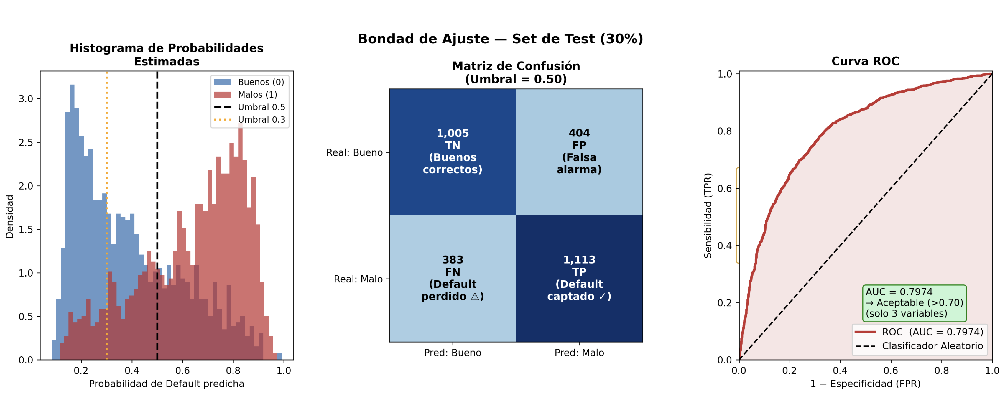 Bondad de Ajuste — Set de Test (30%)
Histograma de Probabilidades
Estimadas
Densidad
3.0
2.5
2.0
1.5
1.0
0.5
0.0
0.2
0.4
0.6
0.8
1.0
Probabilidad de Default predicha
Buenos (0)
Malos (1)
Umbral 0.5
Umbral 0.3
Matriz de Confusión
(Umbral = 0.50)
Real: Bueno
Real: Malo
1,005
TN
(Buenos
correctos)
404
FP
(Falsa
alarma)
383
FN
(Default
perdido ⚠)
1,113
TP
(Default
captado ✓)
Pred: Bueno
Pred: Malo
Curva ROC
Sensibilidad (TPR)
1.0
0.8
0.6
0.4
0.2
0.0
AUC = 0.7974
→ Aceptable (>0.70)
(solo 3 variables)
ROC (AUC = 0.7974)
Clasificador Aleatorio
0.0
0.2
0.4
0.6
0.8
1.0
1 − Especificidad (FPR)